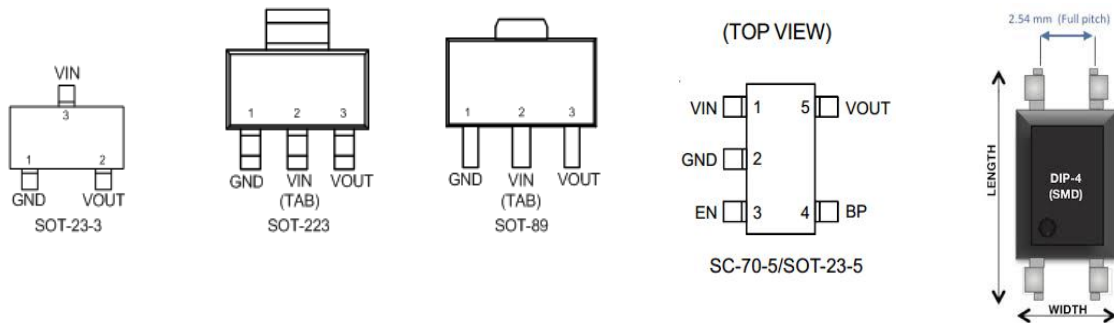 VIN
3
1 2
GND VOUT
SOT-23-3
1 2 3
GND VIN VOUT
(TAB)
SOT-223
1 2 3
GND VIN VOUT
(TAB)
SOT-89
(TOP VIEW)
VIN 1 5 VOUT
GND 2
EN 3 4 BP
SC-70-5/SOT-23-5
2.54 mm (Full pitch)
LENGTH
DIP-4
(SMD)
WIDTH